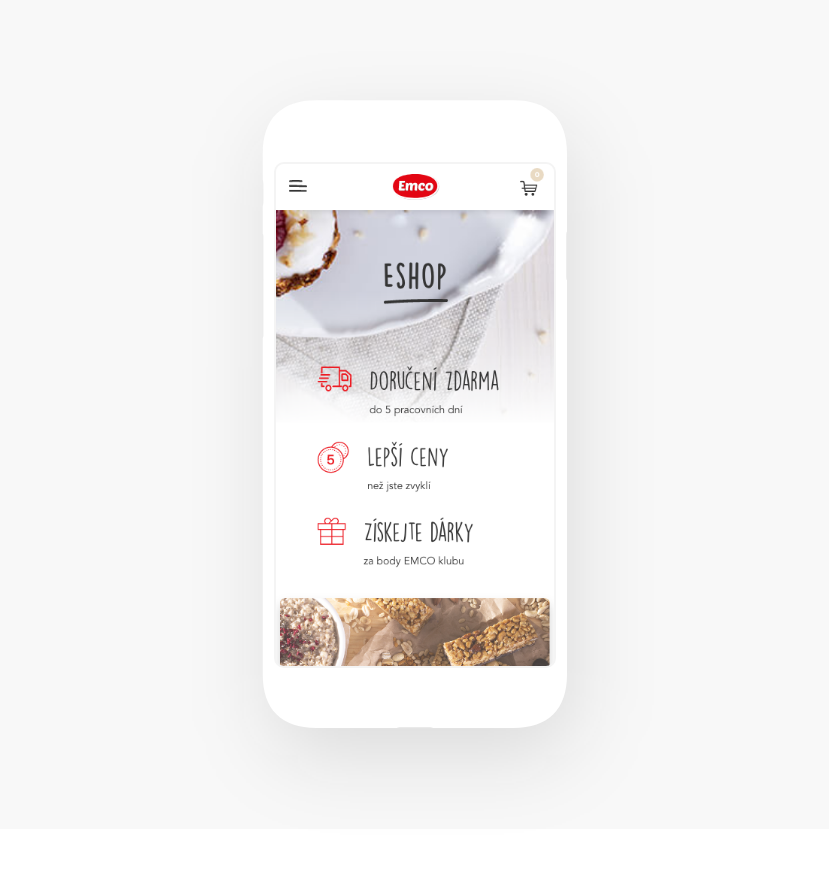 0
Emco
ESHOP
DORUČENÍ ZDARMA
do 5 pracovních dní
5
LEPŠÍ CENY
než jste zvyklí
ZÍSKEJTE DÁRKY
za body EMCO klubu